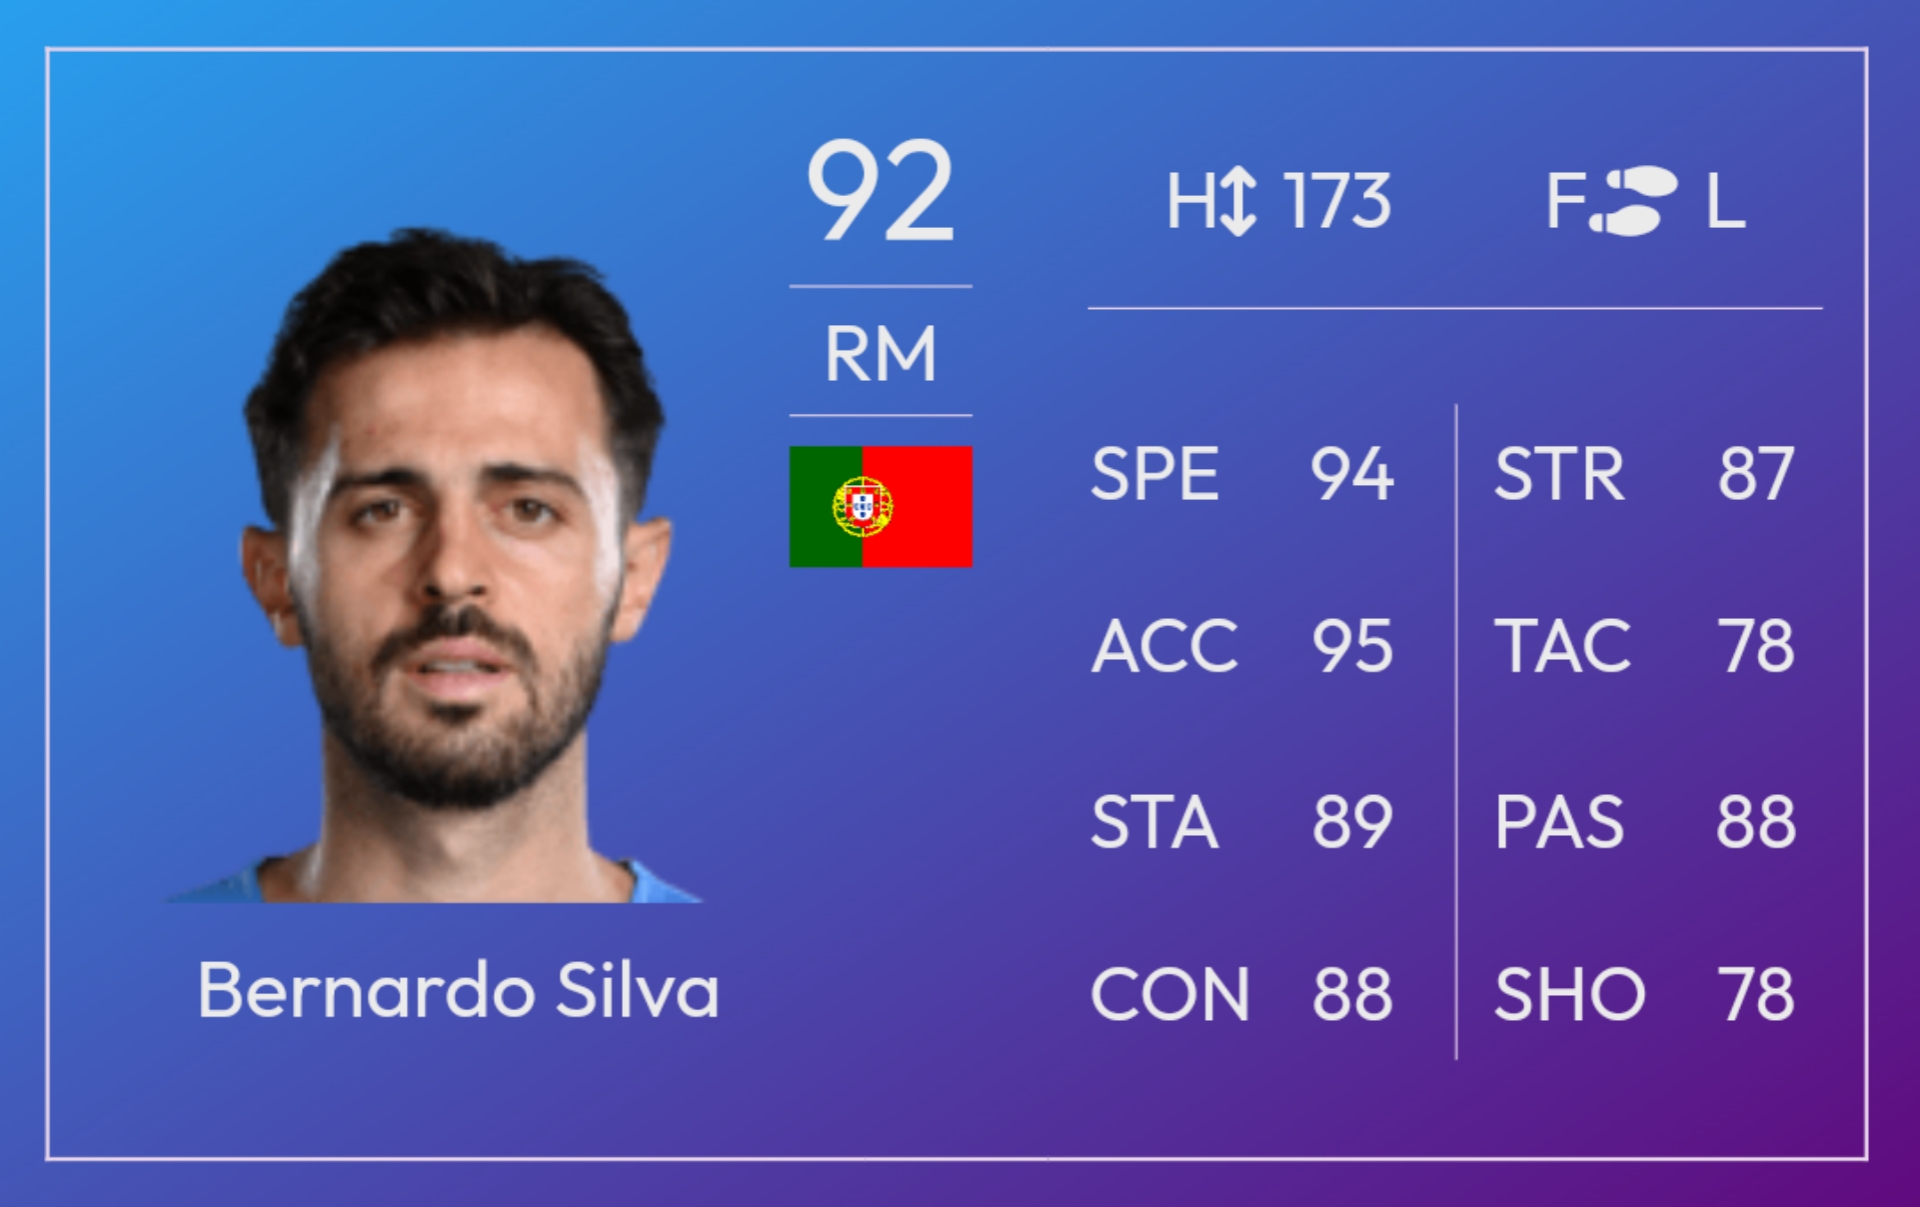 92
RM
Bernardo Silva
H 173 F L
SPE 94 STR 87
ACC 95 TAC 78
STA 89 PAS 88
CON 88 SHO 78